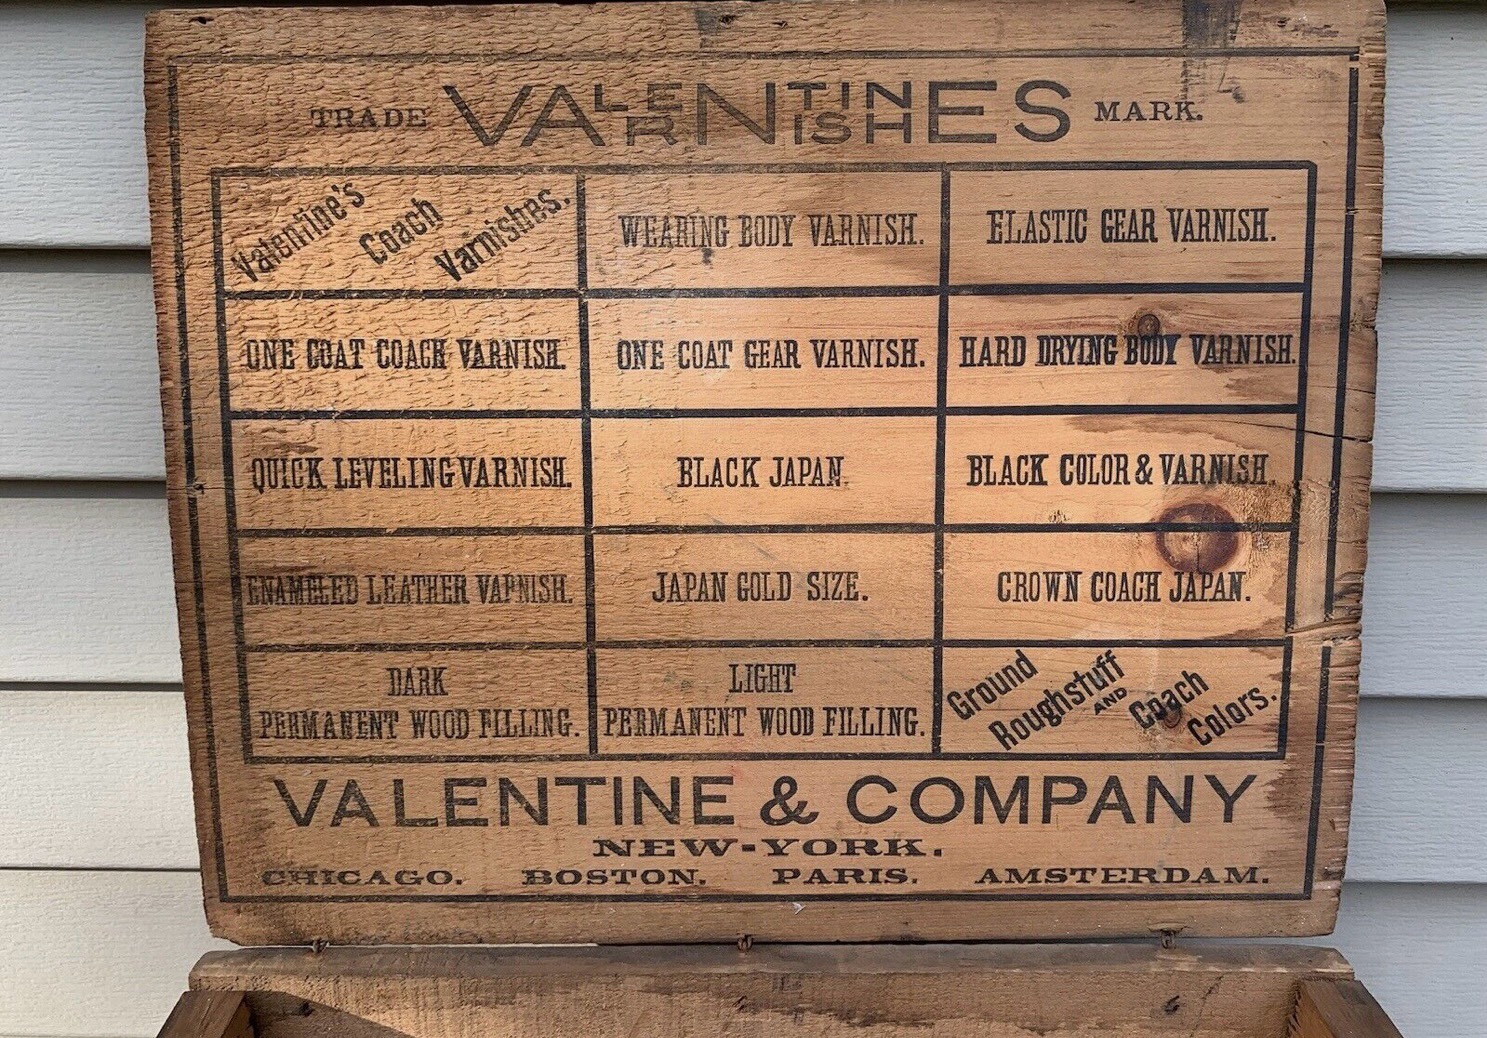 TRADE VALENTINES VARNISHES MARK.
Valentine's Coach Varnishes.
WEARING BODY VARNISH.
ELASTIC GEAR VARNISH.
ONE COAT COACH VARNISH.
ONE COAT GEAR VARNISH.
HARD DRYING BODY VARNISH.
QUICK LEVELING VARNISH.
BLACK JAPAN.
BLACK COLOR & VARNISH.
ENAMELED LEATHER VARNISH.
JAPAN GOLD SIZE.
CROWN COACH JAPAN.
DARK
PERMANENT WOOD FILLING.
LIGHT
PERMANENT WOOD FILLING.
Ground
Roughstuff
AND
Coach
Colors.
VALENTINE & COMPANY
NEW-YORK.
CHICAGO. BOSTON. PARIS. AMSTERDAM.